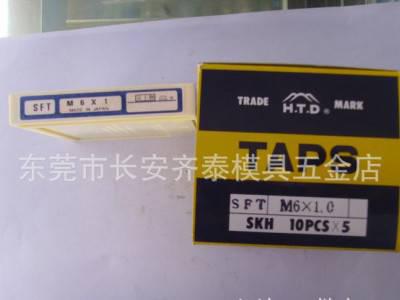 SFT M6X1
MADE IN JAPAN
TRADE MARK
H.T.D®
TAPS
东莞市长安齐泰模具五金店
SFT M6×1.0
SKH 10PCS×5